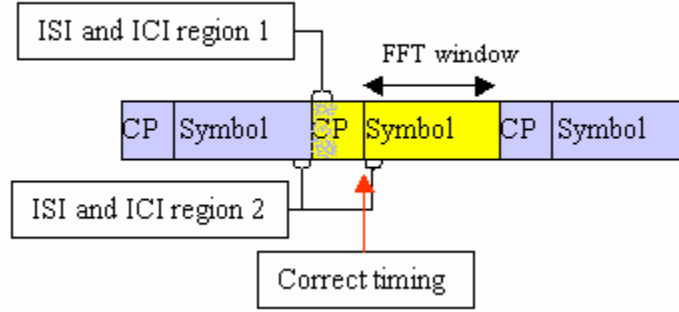 ISI and ICI region 1
FFT window
CP Symbol CP Symbol CP Symbol
ISI and ICI region 2
Correct timing